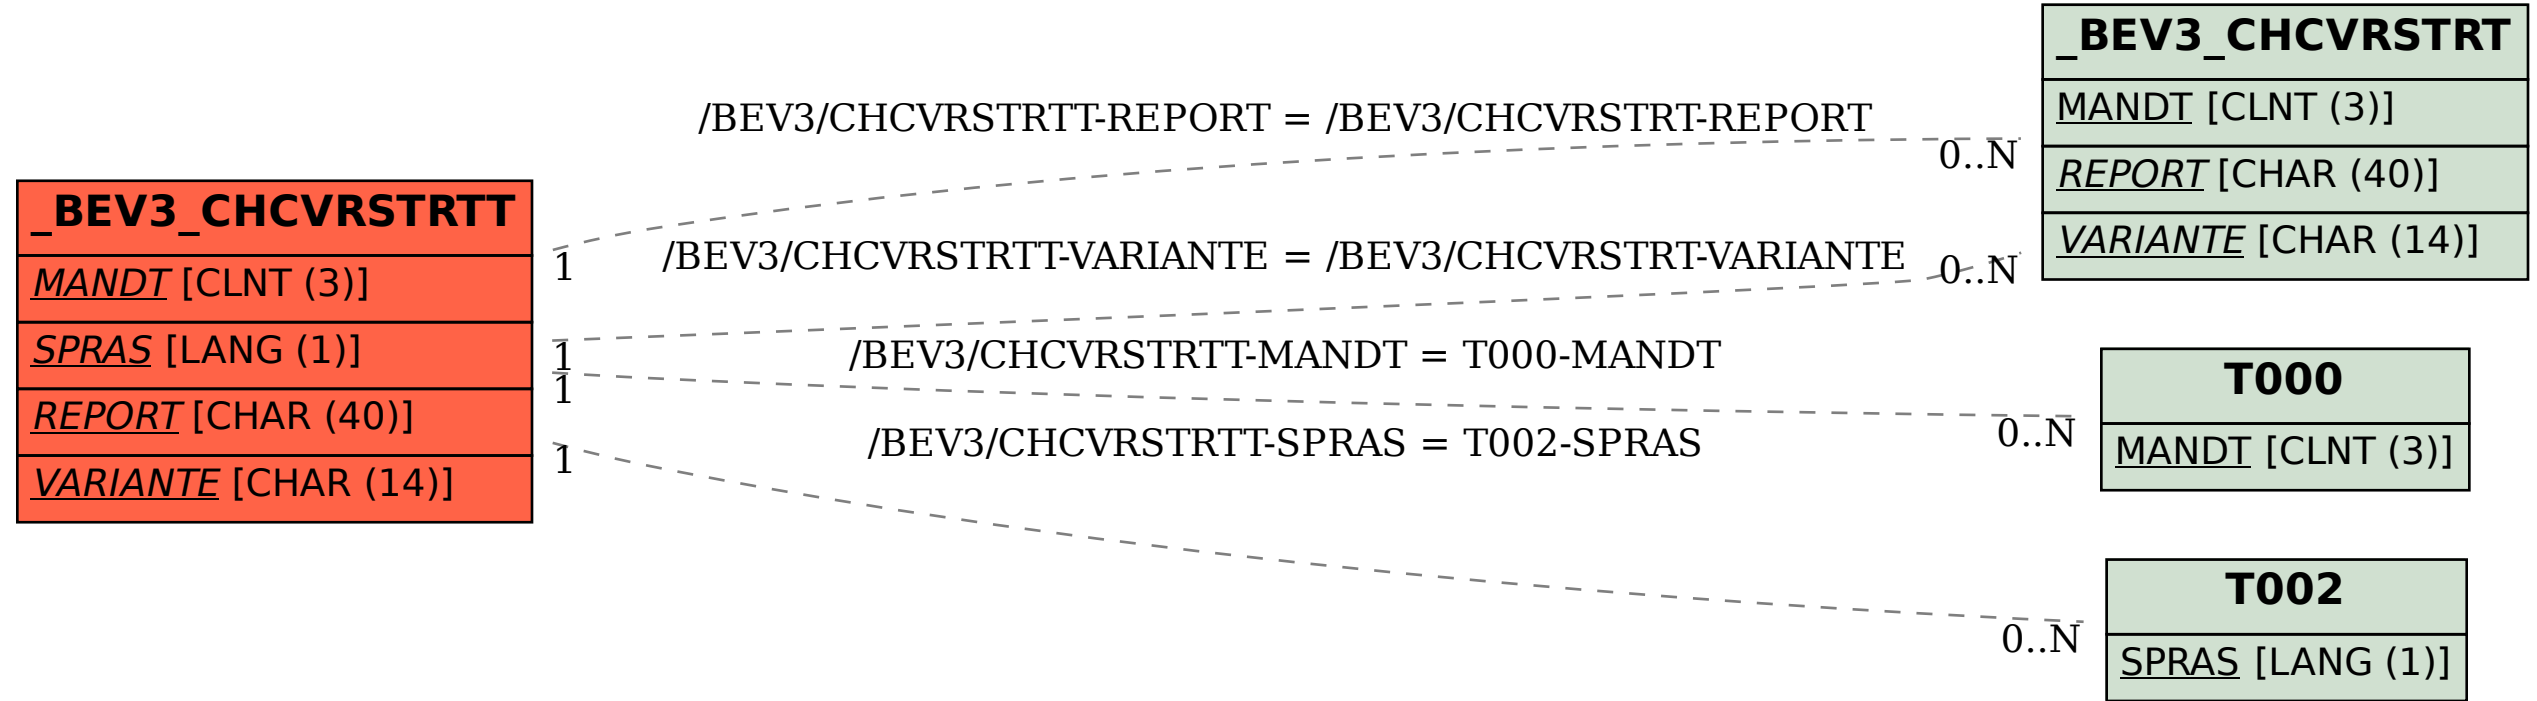 _BEV3_CHCVRSTRTT
MANDT [CLNT (3)]
SPRAS [LANG (1)]
REPORT [CHAR (40)]
VARIANTE [CHAR (14)]
/BEV3/CHCVRSTRTT-REPORT = /BEV3/CHCVRSTRT-REPORT
1
0..N
/BEV3/CHCVRSTRTT-VARIANTE = /BEV3/CHCVRSTRT-VARIANTE
1
0..N
/BEV3/CHCVRSTRTT-MANDT = T000-MANDT
1
0..N
/BEV3/CHCVRSTRTT-SPRAS = T002-SPRAS
1
0..N
_BEV3_CHCVRSTRT
MANDT [CLNT (3)]
REPORT [CHAR (40)]
VARIANTE [CHAR (14)]
T000
MANDT [CLNT (3)]
T002
SPRAS [LANG (1)]